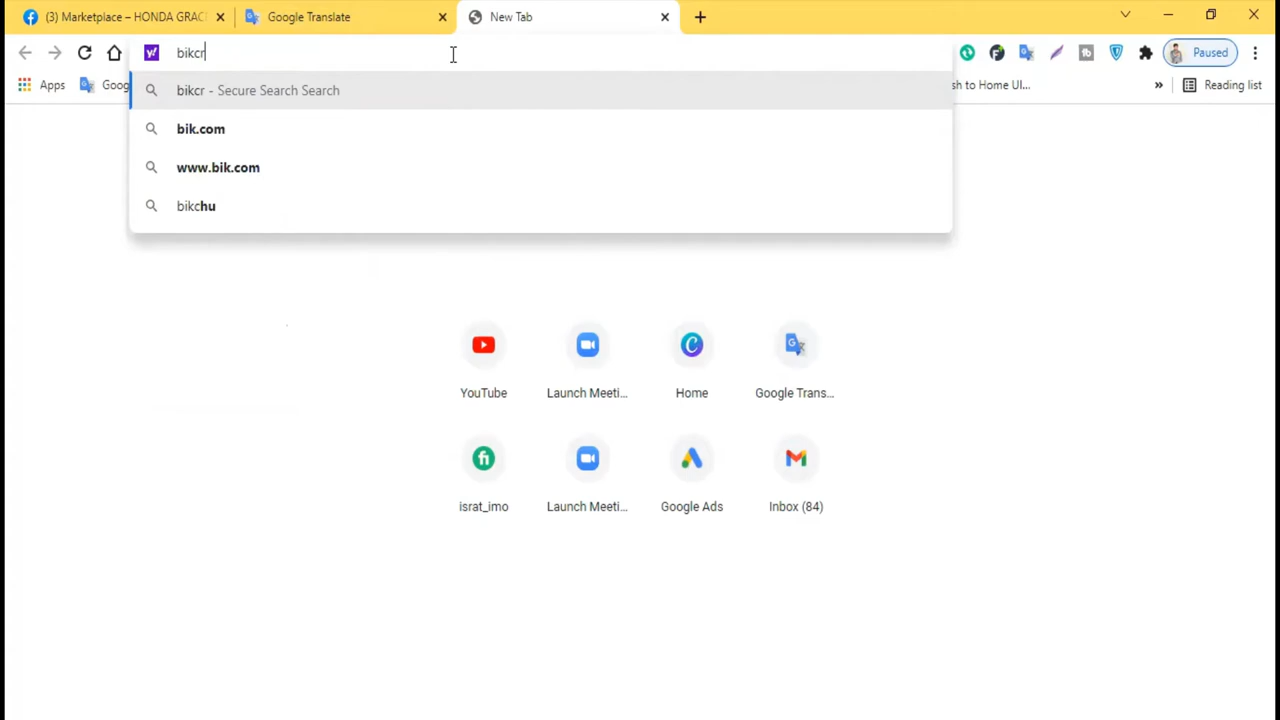 (3) Marketplace – HONDA GRAC
Google Translate
New Tab
bikcr
Paused
Apps
Goog
sh to Home UI...
»
Reading list
bikcr - Secure Search Search
bik.com
www.bik.com
bikchu
YouTube
Launch Meeti...
Home
Google Trans...
israt_imo
Launch Meeti...
Google Ads
Inbox (84)